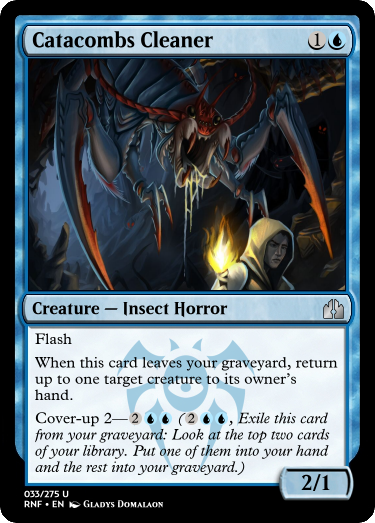 Catacombs Cleaner 1
Creature — Insect Horror
Flash
When this card leaves your graveyard, return
up to one target creature to its owner's
hand.
Cover-up 2—2 (2, Exile this card
from your graveyard: Look at the top two cards
of your library. Put one of them into your hand
and the rest into your graveyard.)
2/1
033/275 U
RNF • EN Gladys Domalaon